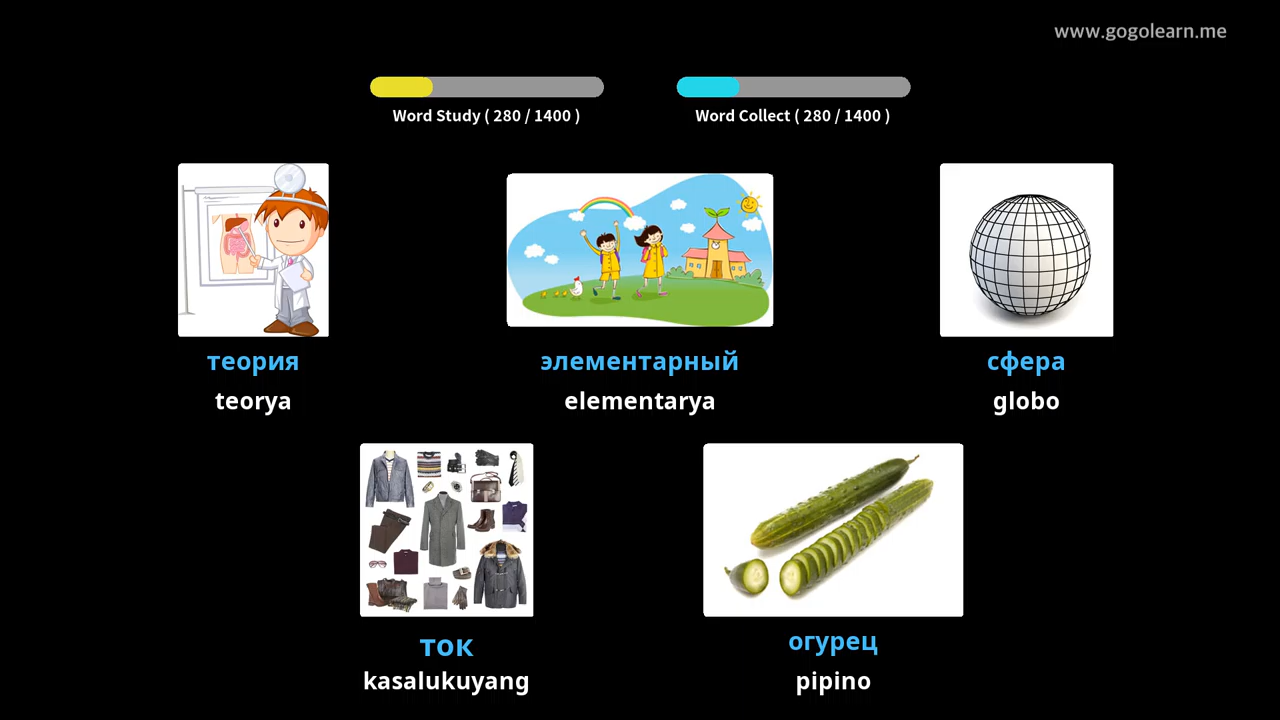 www.gogolearn.me
Word Study ( 280 / 1400 )
Word Collect ( 280 / 1400 )
теория
teorya
элементарный
elementarya
сфера
globo
ток
kasalukuyang
огурец
pipino